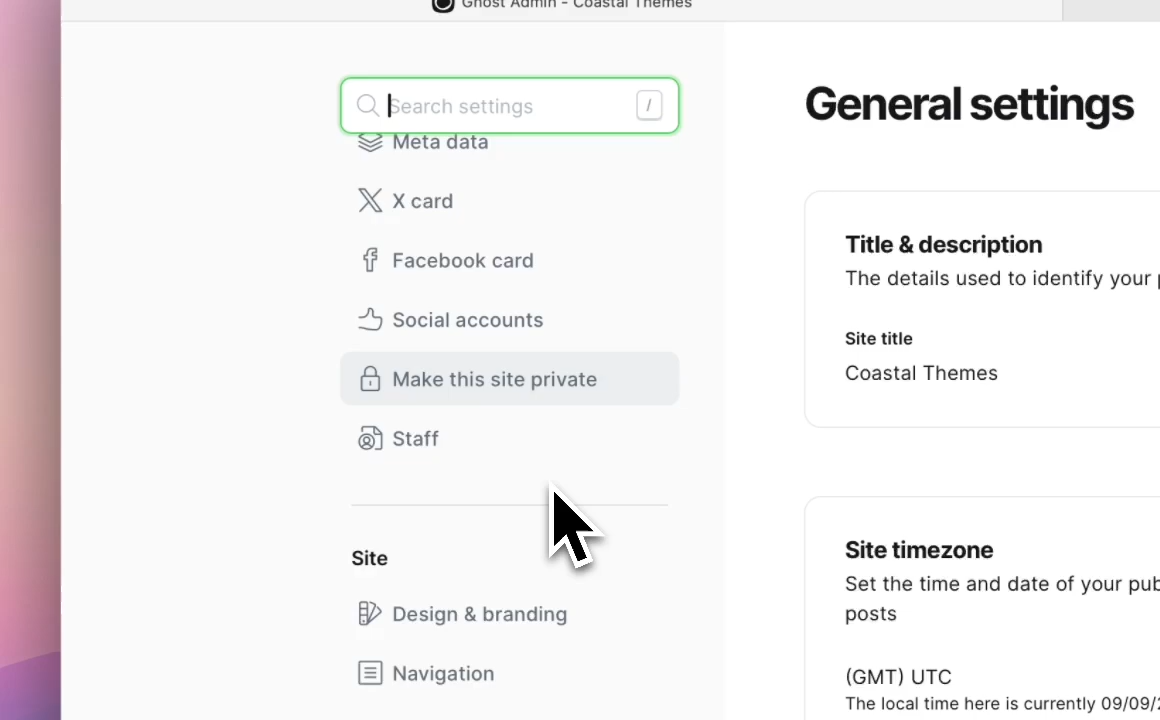 Ghost Admin - Coastal Themes
Search settings
/
Meta data
X card
Facebook card
Social accounts
Make this site private
Staff
Site
Design & branding
Navigation
General settings
Title & description
The details used to identify your
Site title
Coastal Themes
Site timezone
Set the time and date of your pub
posts
(GMT) UTC
The local time here is currently 09/09/